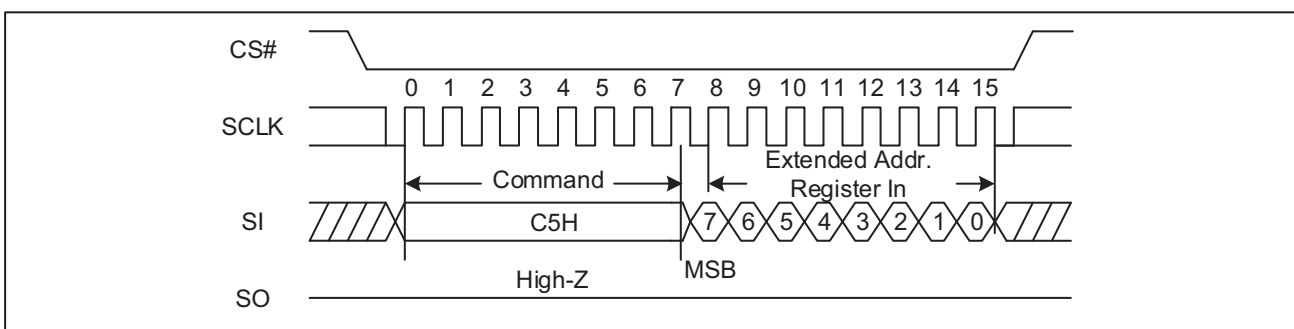 CS#
0 1 2 3 4 5 6 7 8 9 10 11 12 13 14 15
SCLK
Command
Extended Addr.
Register In
SI
C5H
7 6 5 4 3 2 1 0
MSB
High-Z
SO